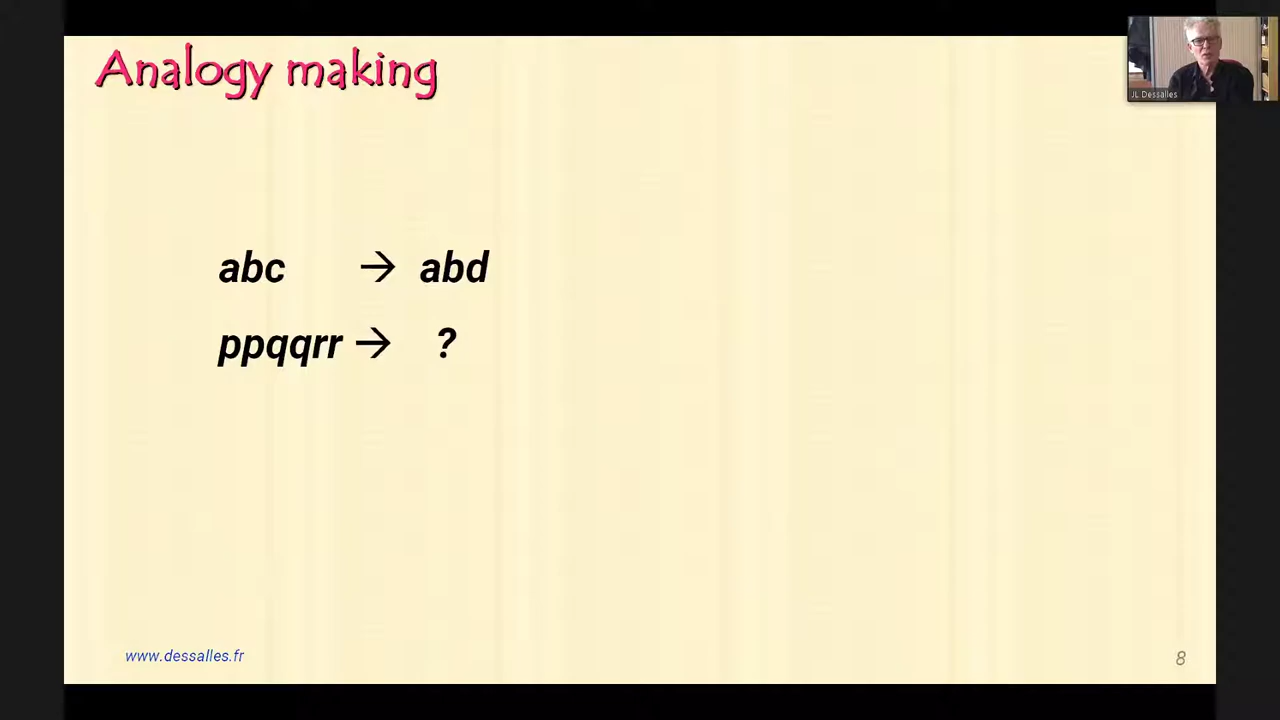 Analogy making
JL Dessalles
abc → abd
ppqqrr → ?
www.dessalles.fr
8